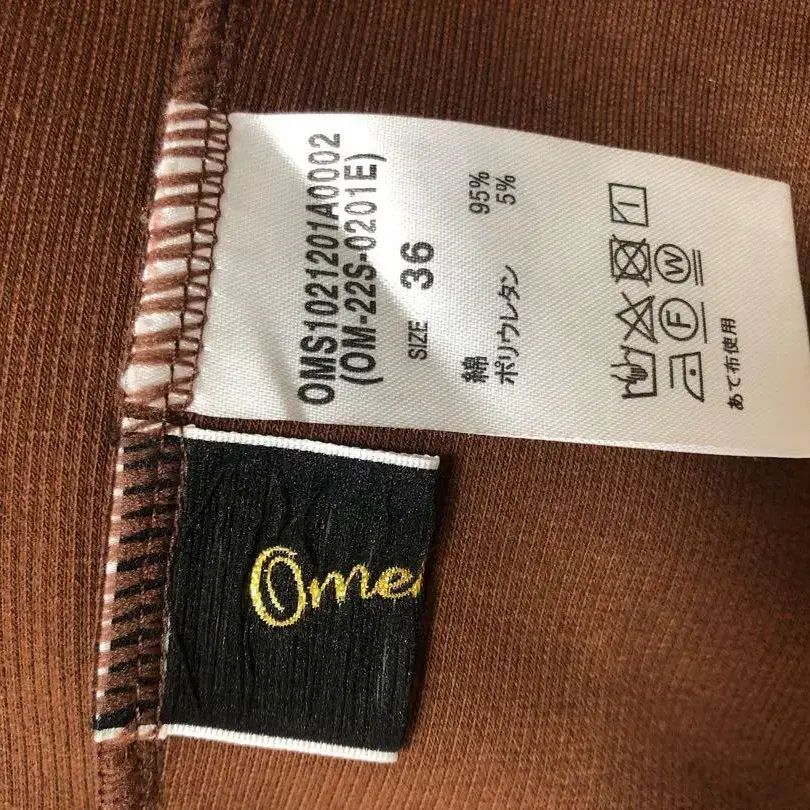 OMS1021201A0002
(OM-22S-0201E)
SIZE 36
綿 95%
ポリウレタン 5%
W
F
あて布使用